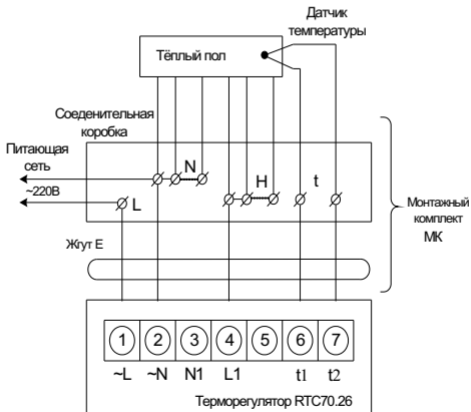 Датчик
температуры
Тёплый пол
Соеденительная
коробка
Питающая
сеть
~220В
N
L
H
t
Монтажный
комплект
МК
Жгут Е
1 2 3 4 5 6 7
~L ~N N1 L1 t1 t2
Терморегулятор RTC70.26